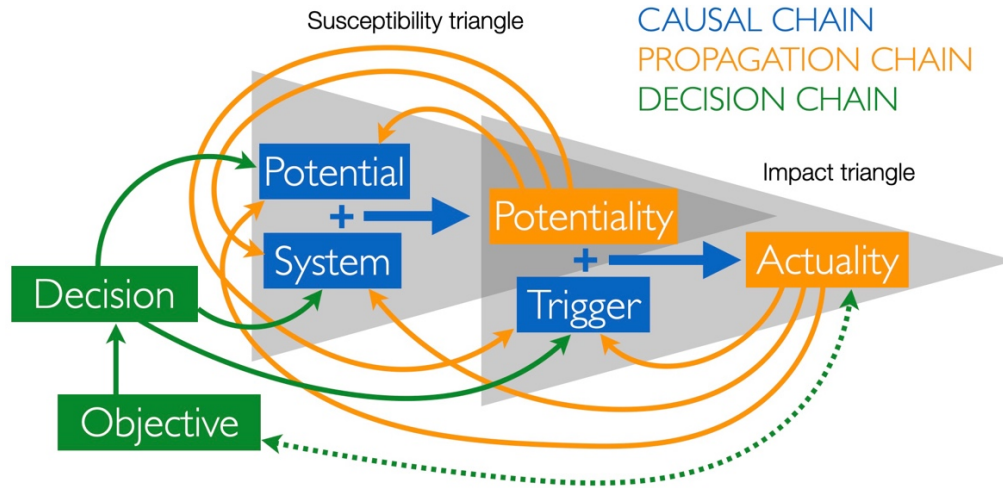 Susceptibility triangle
CAUSAL CHAIN
PROPAGATION CHAIN
DECISION CHAIN
Impact triangle
Potential
+
System
Potentiality
+
Trigger
Actuality
Decision
Objective